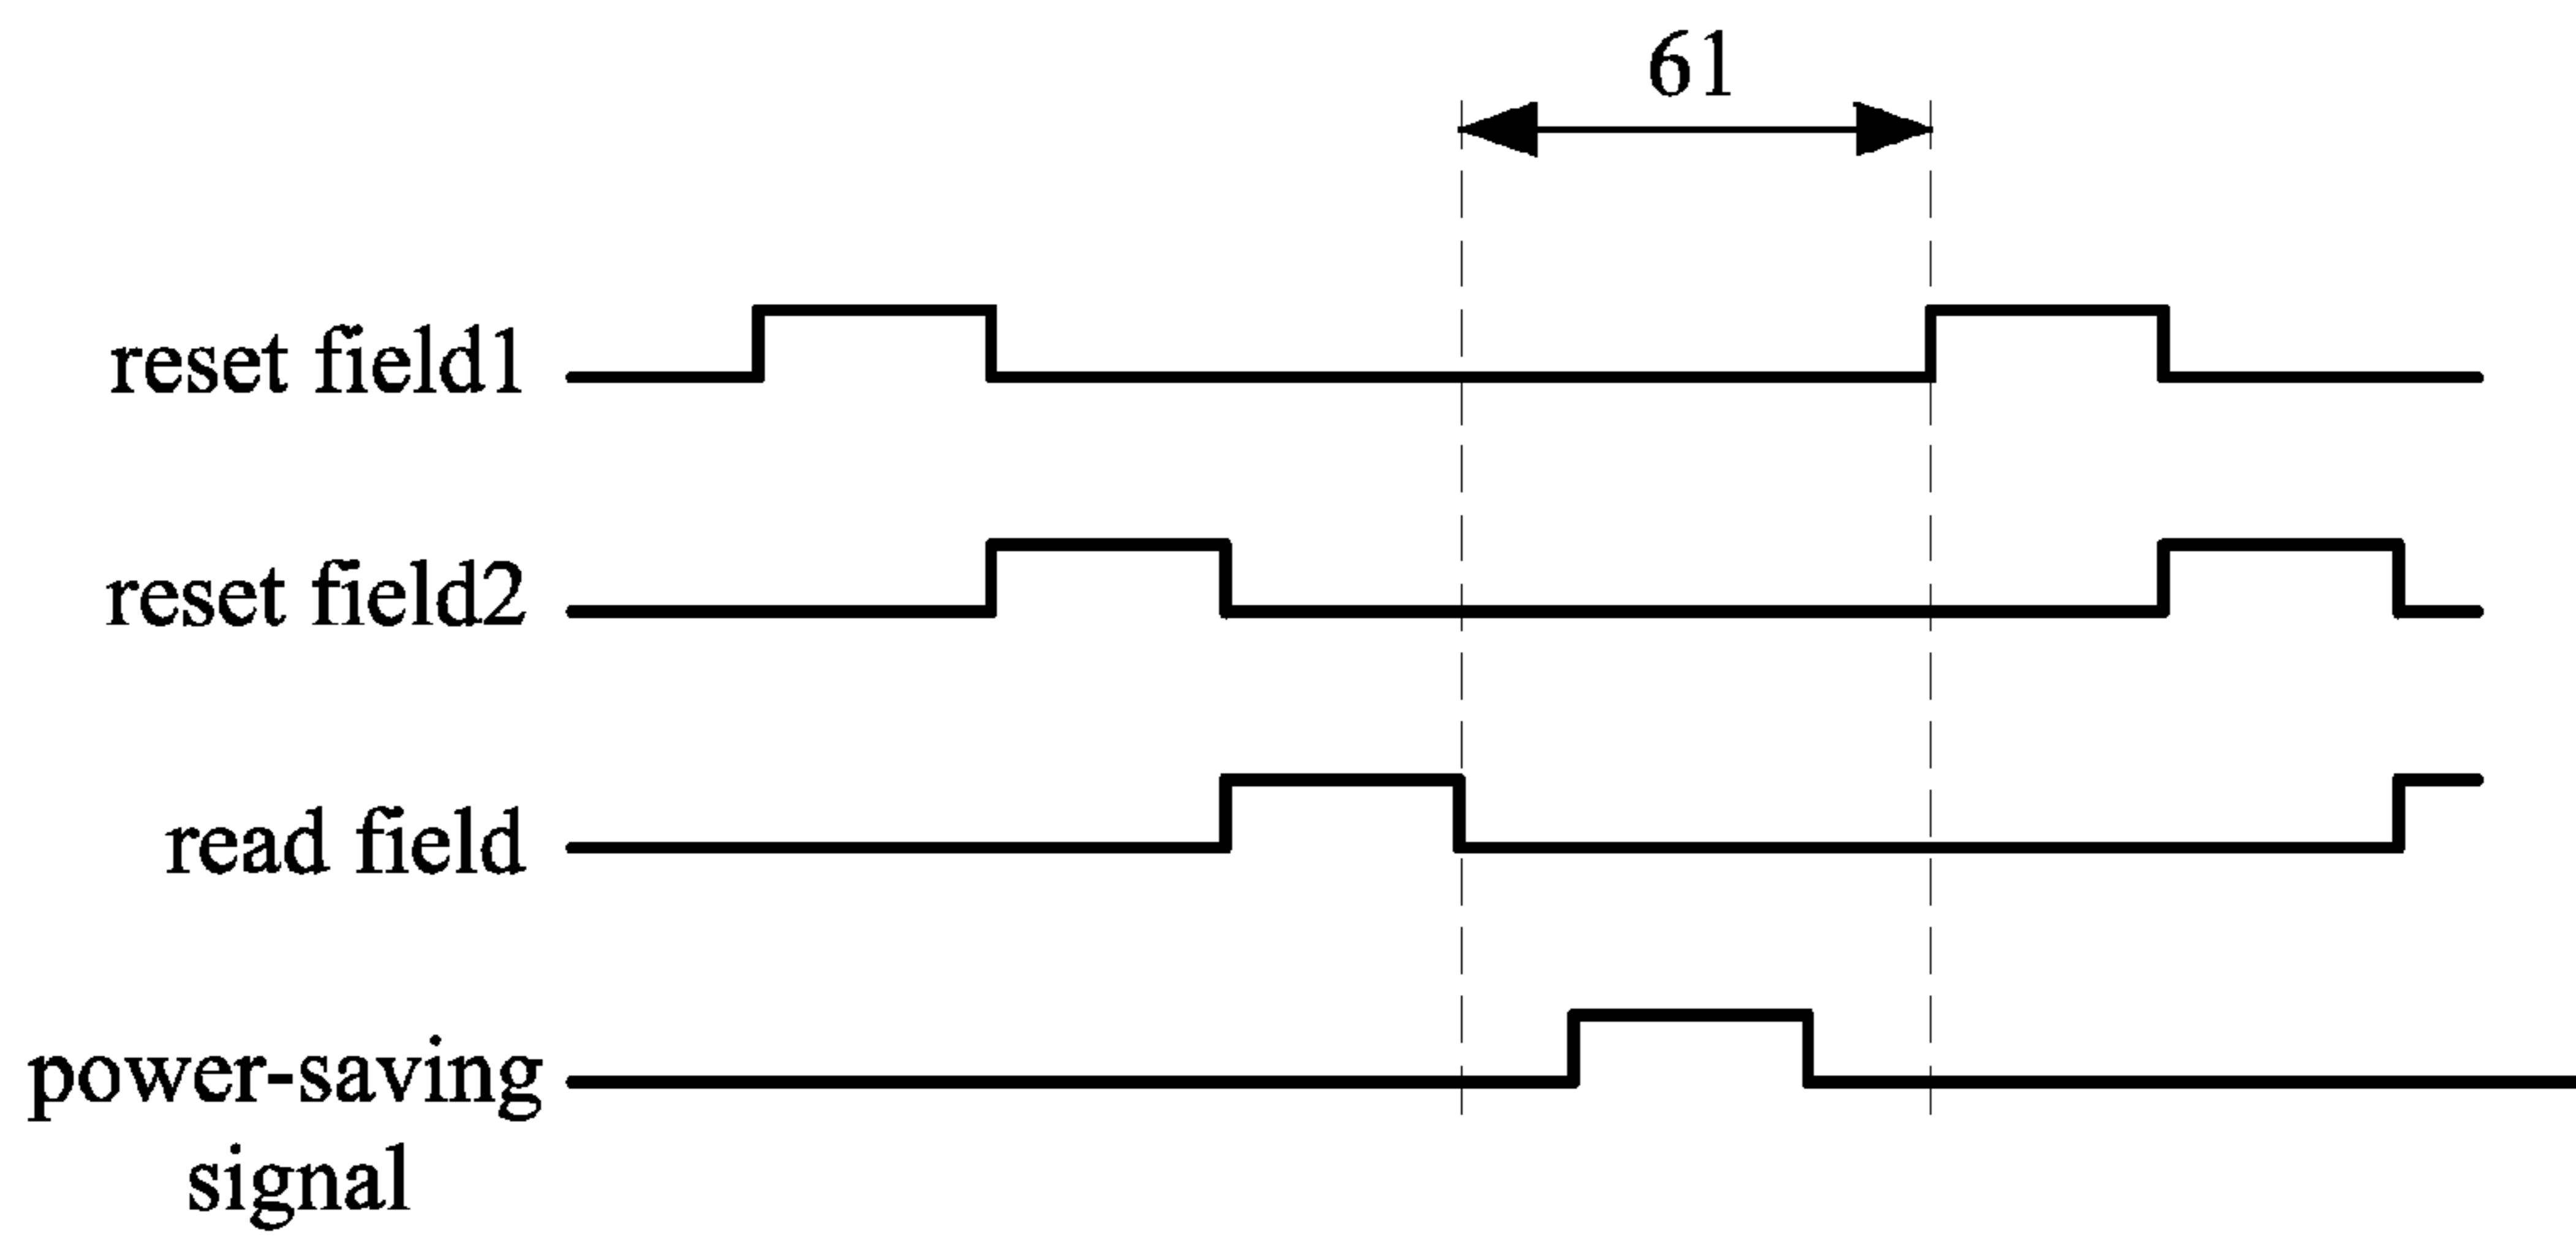 61
reset field1
reset field2
read field
power-saving
signal